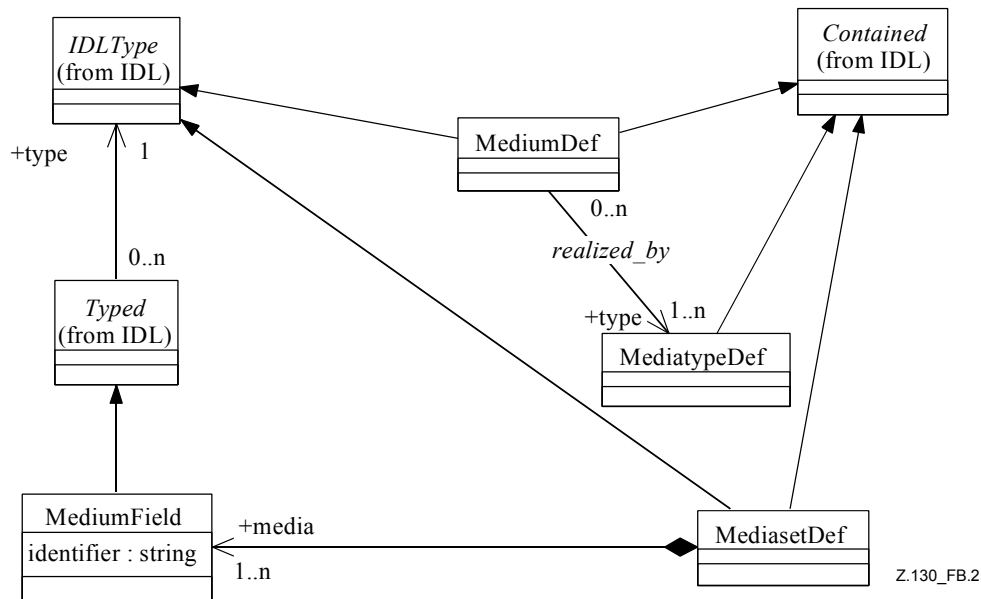 IDLType
(from IDL)
Contained
(from IDL)
MediumDef
+type
1
0..n
realized_by
0..n
Typed
(from IDL)
+type
1..n
MediatypeDef
MediumField
identifier : string
+media
1..n
MediasetDef
Z.130_FB.2